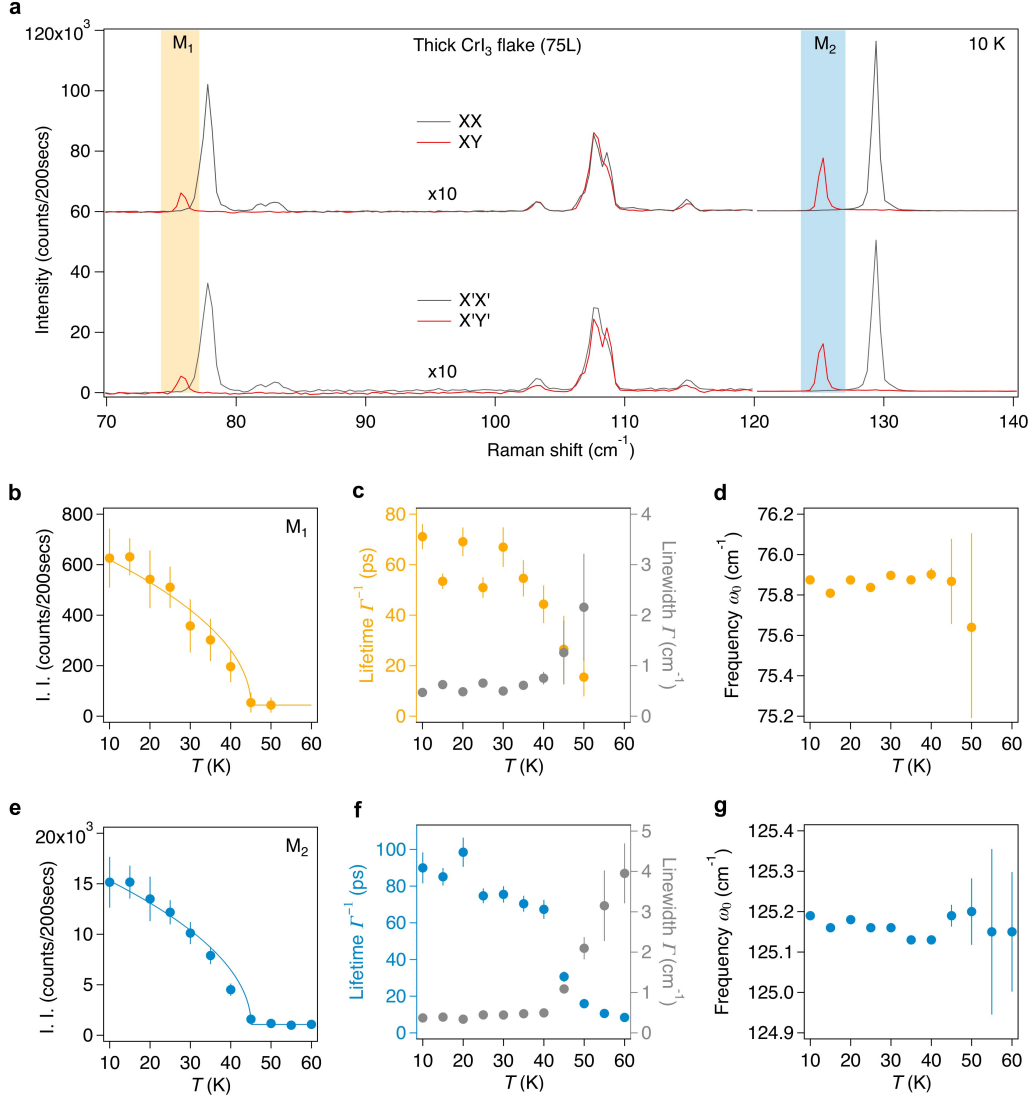 a
120x10³
100
80
60
40
20
0
Intensity (counts/200secs)
M₁
Thick CrI₃ flake (75L)
M₂
10 K
XX
XY
x10
X'X'
X'Y'
x10
70 80 90 100 110 120 130 140
Raman shift (cm⁻¹)
b
800
600
400
200
0
I. I. (counts/200secs)
M₁
10 20 30 40 50 60
T (K)
c
80
60
40
20
0
Lifetime Γ⁻¹ (ps)
4
3
2
1
0
Linewidth Γ (cm⁻¹)
10 20 30 40 50 60
T (K)
d
76.2
76.0
75.8
75.6
75.4
75.2
Frequency ω₀ (cm⁻¹)
10 20 30 40 50 60
T (K)
e
20x10³
15
10
5
0
I. I. (counts/200secs)
M₂
10 20 30 40 50 60
T (K)
f
100
80
60
40
20
0
Lifetime Γ⁻¹ (ps)
5
4
3
2
1
0
Linewidth Γ (cm⁻¹)
10 20 30 40 50 60
T (K)
g
125.4
125.3
125.2
125.1
125.0
124.9
Frequency ω₀ (cm⁻¹)
10 20 30 40 50 60
T (K)